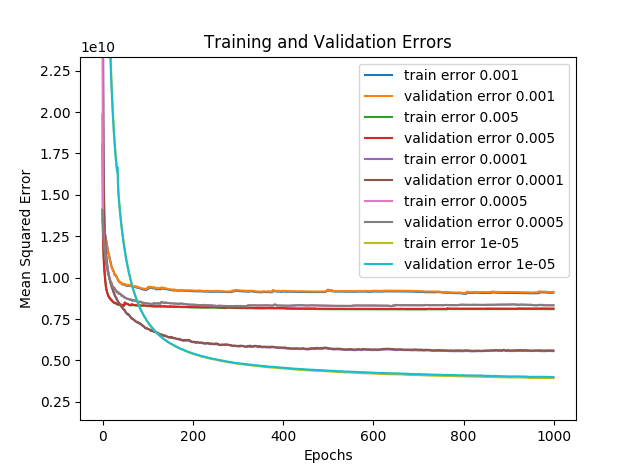 Training and Validation Errors
1e10
2.25
2.00
1.75
1.50
1.25
1.00
0.75
0.50
0.25
Mean Squared Error
train error 0.001
validation error 0.001
train error 0.005
validation error 0.005
train error 0.0001
validation error 0.0001
train error 0.0005
validation error 0.0005
train error 1e-05
validation error 1e-05
0
200
400
600
800
1000
Epochs